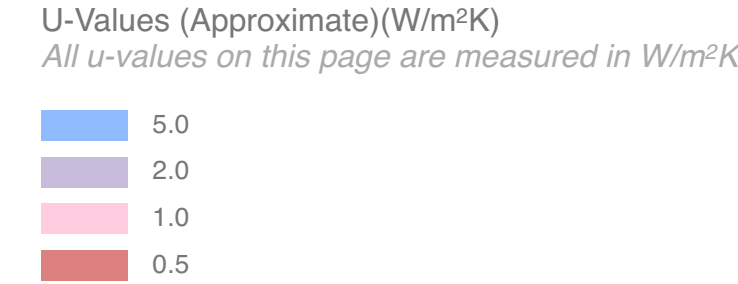 U-Values (Approximate)(W/m²K)
All u-values on this page are measured in W/m²K
5.0
2.0
1.0
0.5